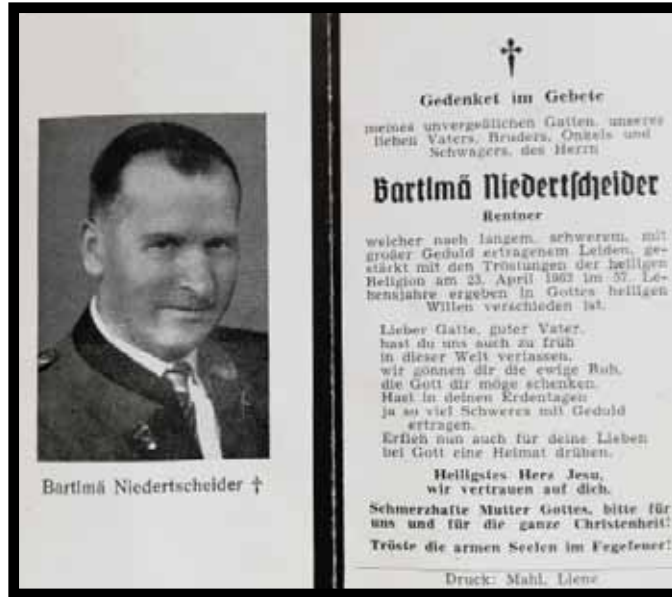 Bartlmä Niedertscheider †
†
Gedenket im Gebete
meines unvergeßlichen Gatten, unseres
lieben Vaters, Bruders, Onkels und
Schwagers, des Herrn
Bartlmä Niedertscheider
Rentner
welcher nach langem, schwerem, mit
großer Geduld ertragenem Leiden, ge-
stärkt mit den Tröstungen der heiligen
Religion am 23. April 1963 im 57. Le-
bensjahre ergeben in Gottes heiligen
Willen verschieden ist.
Lieber Gatte, guter Vater,
hast du uns auch zu früh
in dieser Welt verlassen,
wir gönnen dir die ewige Ruh,
die Gott dir möge schenken.
Hast in deinen Erdentagen
ja so viel Schweres mit Geduld
ertragen.
Erfleh nun auch für deine Lieben
bei Gott eine Heimat drüben.
Heiligstes Herz Jesu,
wir vertrauen auf dich.
Schmerzhafte Mutter Gottes, bitte für
uns und für die ganze Christenheit!
Tröste die armen Seelen im Fegefeuer!
Druck: Mahl, Lienz